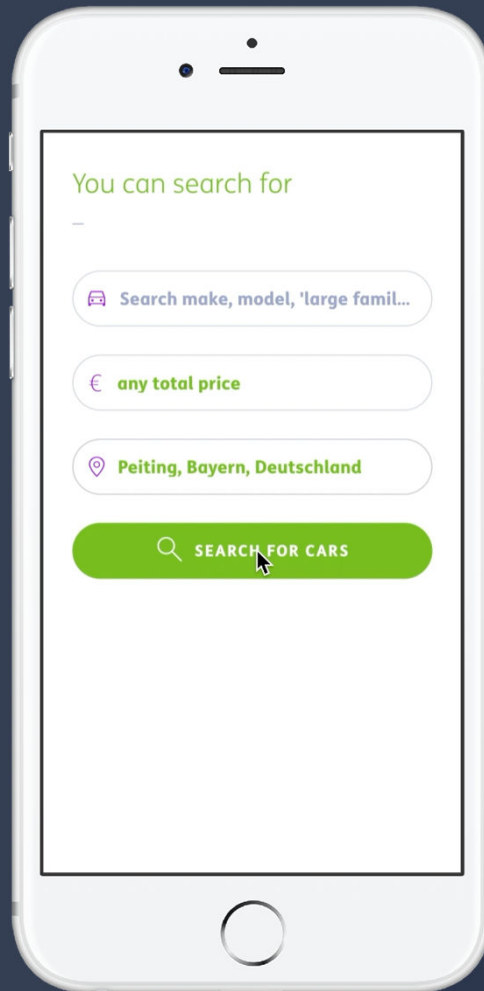 You can search for
Search make, model, 'large famil...
€ any total price
Peiting, Bayern, Deutschland
SEARCH FOR CARS